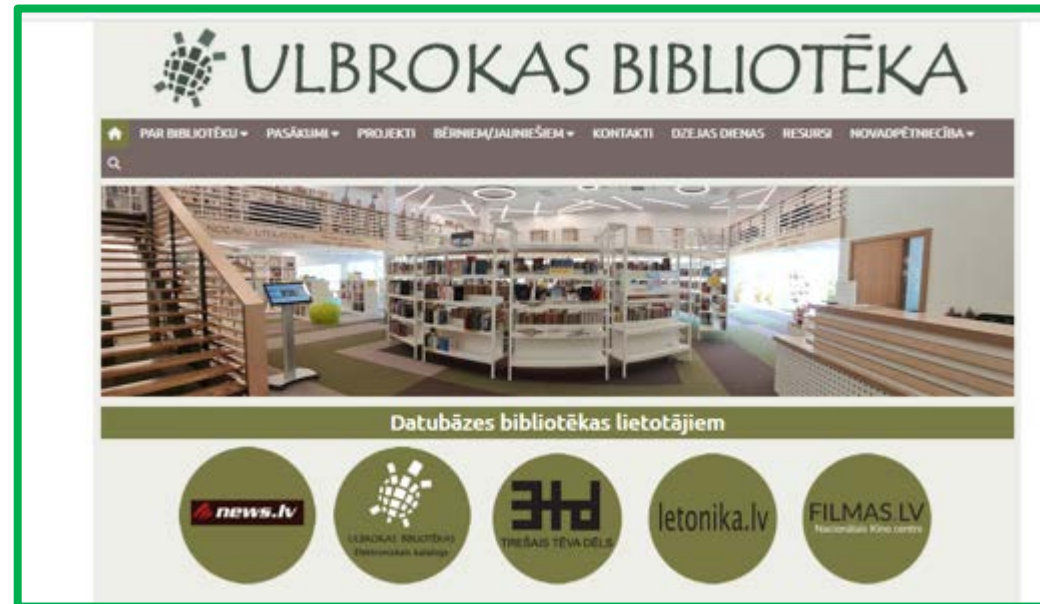 ULBROKAS BIBLIOTĒKA
PAR BIBLIOTĒKU PASĀKUMI PROJEKTI BĒRNIEM/JAUNIEŠIEM KONTAKTI DZEJAS DIENAS RESURSI NOVADPĒTNIECĪBA
Datubāzes bibliotēkas lietotājiem
news.lv
ULBROKAS BIBLIOTĒKAS
Elektroniskais katalogs
3td
TREŠAIS TĒVA DĒLS
letonika.lv
FILMAS.LV
Nacionālais Kino centrs